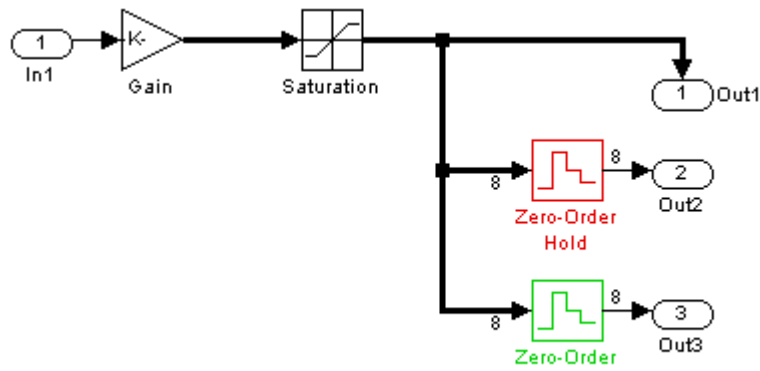 1
In1
K-
Gain
Saturation
1
Out1
8
Zero-Order
Hold
8
2
Out2
8
Zero-Order
8
3
Out3